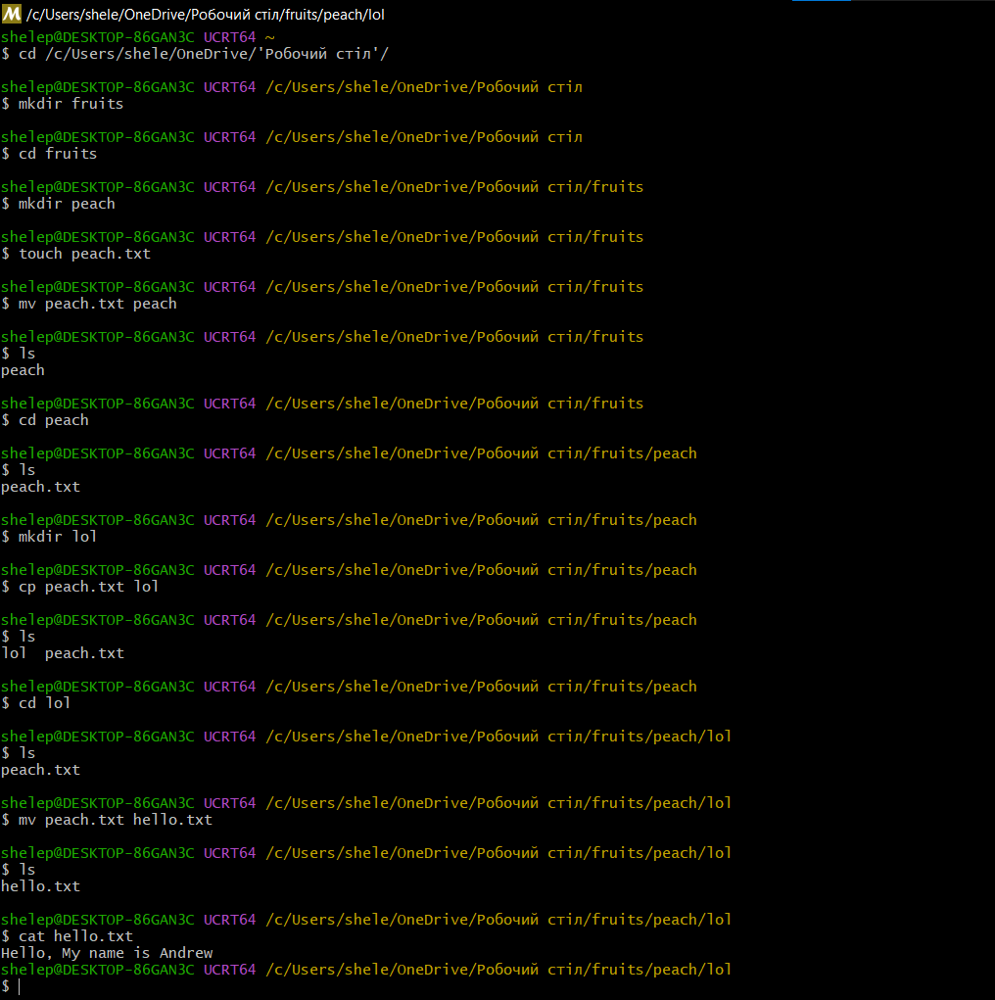 M /c/Users/shele/OneDrive/Робочий стіл/fruits/peach/lol
shelep@DESKTOP-86GAN3C UCRT64 ~
$ cd /c/Users/shele/OneDrive/'Робочий стіл'/
shelep@DESKTOP-86GAN3C UCRT64 /c/Users/shele/OneDrive/Робочий стіл
$ mkdir fruits
shelep@DESKTOP-86GAN3C UCRT64 /c/Users/shele/OneDrive/Робочий стіл
$ cd fruits
shelep@DESKTOP-86GAN3C UCRT64 /c/Users/shele/OneDrive/Робочий стіл/fruits
$ mkdir peach
shelep@DESKTOP-86GAN3C UCRT64 /c/Users/shele/OneDrive/Робочий стіл/fruits
$ touch peach.txt
shelep@DESKTOP-86GAN3C UCRT64 /c/Users/shele/OneDrive/Робочий стіл/fruits
$ mv peach.txt peach
shelep@DESKTOP-86GAN3C UCRT64 /c/Users/shele/OneDrive/Робочий стіл/fruits
$ ls
peach
shelep@DESKTOP-86GAN3C UCRT64 /c/Users/shele/OneDrive/Робочий стіл/fruits
$ cd peach
shelep@DESKTOP-86GAN3C UCRT64 /c/Users/shele/OneDrive/Робочий стіл/fruits/peach
$ ls
peach.txt
shelep@DESKTOP-86GAN3C UCRT64 /c/Users/shele/OneDrive/Робочий стіл/fruits/peach
$ mkdir lol
shelep@DESKTOP-86GAN3C UCRT64 /c/Users/shele/OneDrive/Робочий стіл/fruits/peach
$ cp peach.txt lol
shelep@DESKTOP-86GAN3C UCRT64 /c/Users/shele/OneDrive/Робочий стіл/fruits/peach
$ ls
lol  peach.txt
shelep@DESKTOP-86GAN3C UCRT64 /c/Users/shele/OneDrive/Робочий стіл/fruits/peach
$ cd lol
shelep@DESKTOP-86GAN3C UCRT64 /c/Users/shele/OneDrive/Робочий стіл/fruits/peach/lol
$ ls
peach.txt
shelep@DESKTOP-86GAN3C UCRT64 /c/Users/shele/OneDrive/Робочий стіл/fruits/peach/lol
$ mv peach.txt hello.txt
shelep@DESKTOP-86GAN3C UCRT64 /c/Users/shele/OneDrive/Робочий стіл/fruits/peach/lol
$ ls
hello.txt
shelep@DESKTOP-86GAN3C UCRT64 /c/Users/shele/OneDrive/Робочий стіл/fruits/peach/lol
$ cat hello.txt
Hello, My name is Andrew
shelep@DESKTOP-86GAN3C UCRT64 /c/Users/shele/OneDrive/Робочий стіл/fruits/peach/lol
$